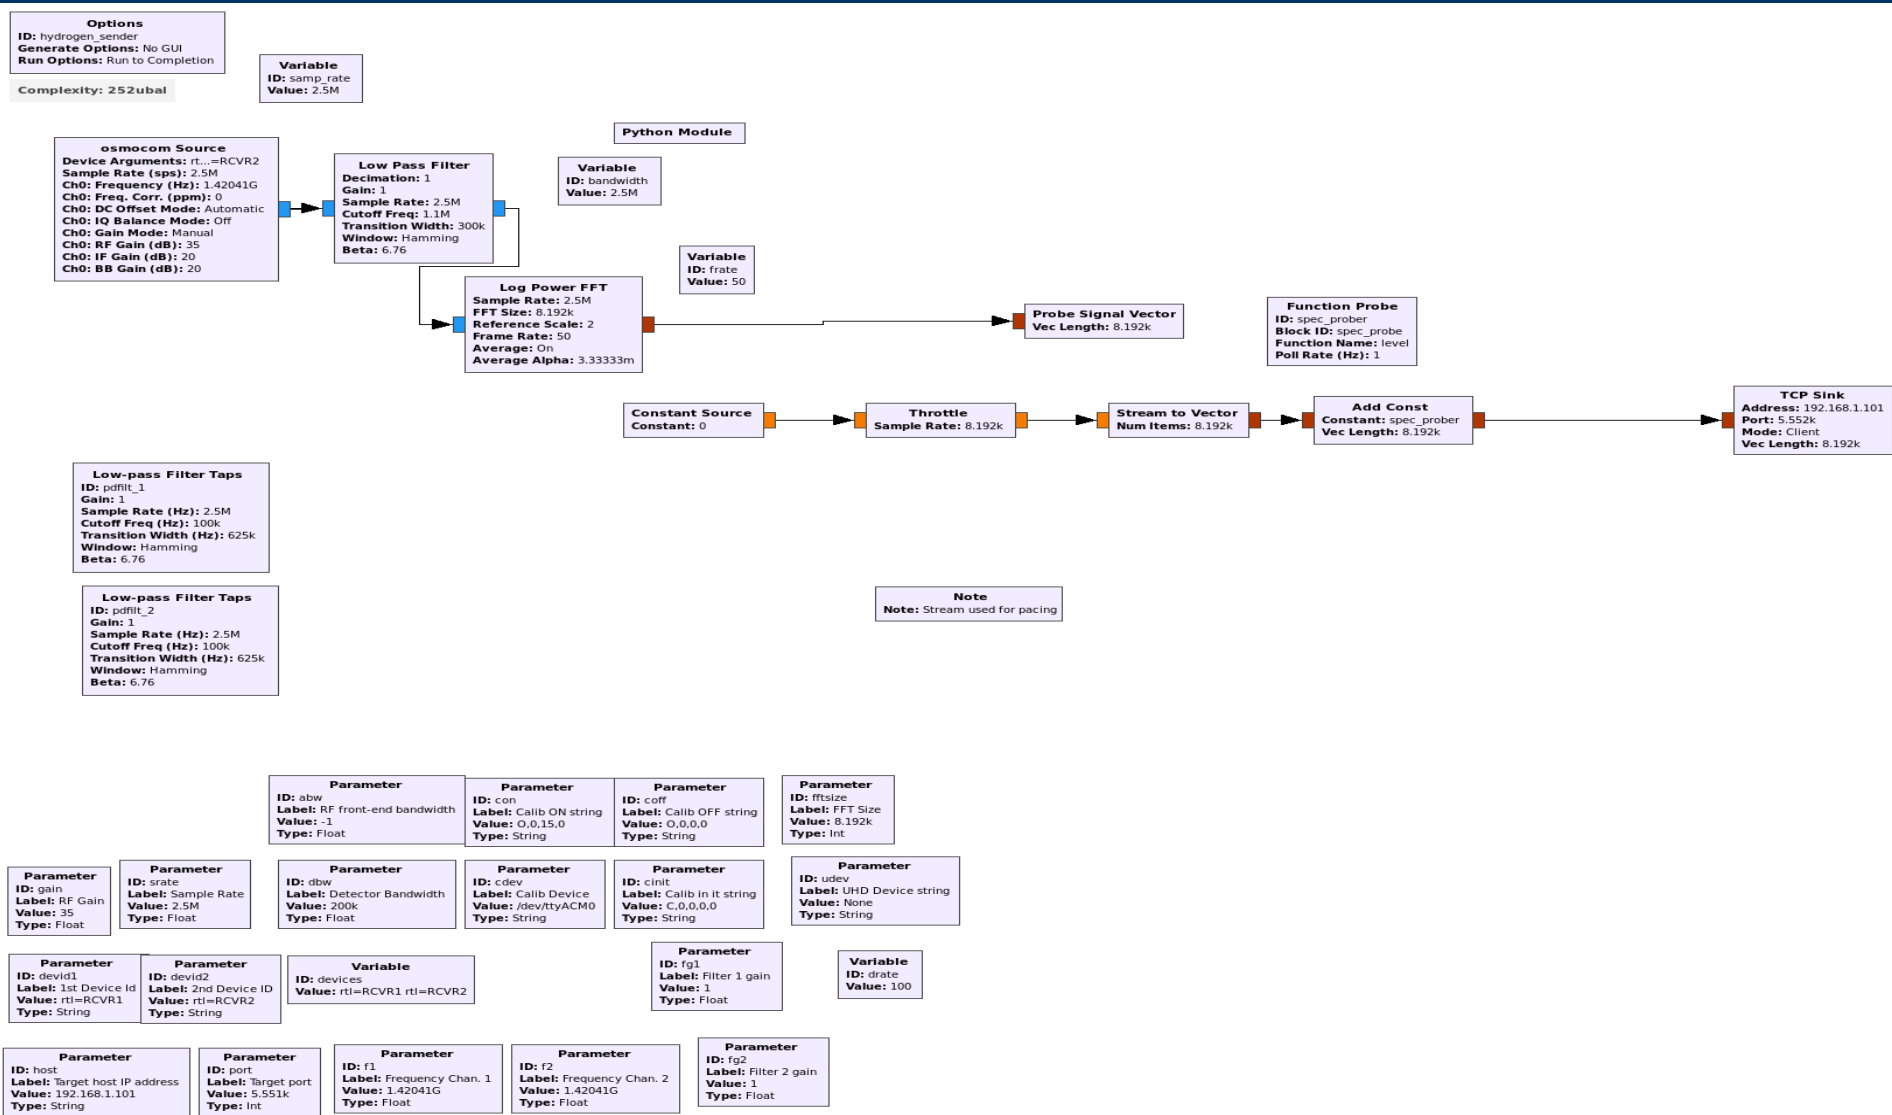 Options
ID: hydrogen_sender
Generate Options: No GUI
Run Options: Run to Completion
Complexity: 252ubal
Variable
ID: samp_rate
Value: 2.5M
Python Module
osmocom Source
Device Arguments: rt...=RCVR2
Sample Rate (sps): 2.5M
Ch0: Frequency (Hz): 1.42041G
Ch0: Freq. Corr. (ppm): 0
Ch0: DC Offset Mode: Automatic
Ch0: IQ Balance Mode: Off
Ch0: Gain Mode: Manual
Ch0: RF Gain (dB): 35
Ch0: IF Gain (dB): 20
Ch0: BB Gain (dB): 20
Low Pass Filter
Decimation: 1
Gain: 1
Sample Rate: 2.5M
Cutoff Freq: 1.1M
Transition Width: 300k
Window: Hamming
Beta: 6.76
Variable
ID: bandwidth
Value: 2.5M
Variable
ID: frate
Value: 50
Log Power FFT
Sample Rate: 2.5M
FFT Size: 8.192k
Reference Scale: 2
Frame Rate: 50
Average: On
Average Alpha: 3.33333m
Probe Signal Vector
Vec Length: 8.192k
Function Probe
ID: spec_prober
Block ID: spec_probe
Function Name: level
Poll Rate (Hz): 1
Constant Source
Constant: 0
Throttle
Sample Rate: 8.192k
Stream to Vector
Num Items: 8.192k
Add Const
Constant: spec_prober
Vec Length: 8.192k
TCP Sink
Address: 192.168.1.101
Port: 5.552k
Mode: Client
Vec Length: 8.192k
Low-pass Filter Taps
ID: pdfilt_1
Gain: 1
Sample Rate (Hz): 2.5M
Cutoff Freq (Hz): 100k
Transition Width (Hz): 625k
Window: Hamming
Beta: 6.76
Low-pass Filter Taps
ID: pdfilt_2
Gain: 1
Sample Rate (Hz): 2.5M
Cutoff Freq (Hz): 100k
Transition Width (Hz): 625k
Window: Hamming
Beta: 6.76
Note
Note: Stream used for pacing
Parameter
ID: abw
Label: RF front-end bandwidth
Value: -1
Type: Float
Parameter
ID: con
Label: Calib ON string
Value: O,0,15,0
Type: String
Parameter
ID: coff
Label: Calib OFF string
Value: O,0,0,0
Type: String
Parameter
ID: fftsize
Label: FFT Size
Value: 8.192k
Type: Int
Parameter
ID: gain
Label: RF Gain
Value: 35
Type: Float
Parameter
ID: srate
Label: Sample Rate
Value: 2.5M
Type: Float
Parameter
ID: dbw
Label: Detector Bandwidth
Value: 200k
Type: Float
Parameter
ID: cdev
Label: Calib Device
Value: /dev/ttyACM0
Type: String
Parameter
ID: cinit
Label: Calib in it string
Value: C,0,0,0,0
Type: String
Parameter
ID: udev
Label: UHD Device string
Value: None
Type: String
Parameter
ID: devid1
Label: 1st Device Id
Value: rtl=RCVR1
Type: String
Parameter
ID: devid2
Label: 2nd Device ID
Value: rtl=RCVR2
Type: String
Variable
ID: devices
Value: rtl=RCVR1 rtl=RCVR2
Parameter
ID: fg1
Label: Filter 1 gain
Value: 1
Type: Float
Variable
ID: drate
Value: 100
Parameter
ID: host
Label: Target host IP address
Value: 192.168.1.101
Type: String
Parameter
ID: port
Label: Target port
Value: 5.551k
Type: Int
Parameter
ID: f1
Label: Frequency Chan. 1
Value: 1.42041G
Type: Float
Parameter
ID: f2
Label: Frequency Chan. 2
Value: 1.42041G
Type: Float
Parameter
ID: fg2
Label: Filter 2 gain
Value: 1
Type: Float